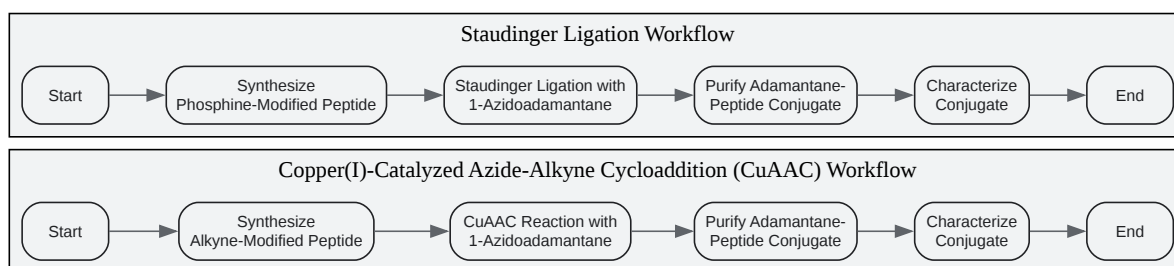 Staudinger Ligation Workflow
Start
Synthesize
Phosphine-Modified Peptide
Staudinger Ligation with
1-Azidoadamantane
Purify Adamantane-
Peptide Conjugate
Characterize
Conjugate
End
Copper(I)-Catalyzed Azide-Alkyne Cycloaddition (CuAAC) Workflow
Start
Synthesize
Alkyne-Modified Peptide
CuAAC Reaction with
1-Azidoadamantane
Purify Adamantane-
Peptide Conjugate
Characterize
Conjugate
End